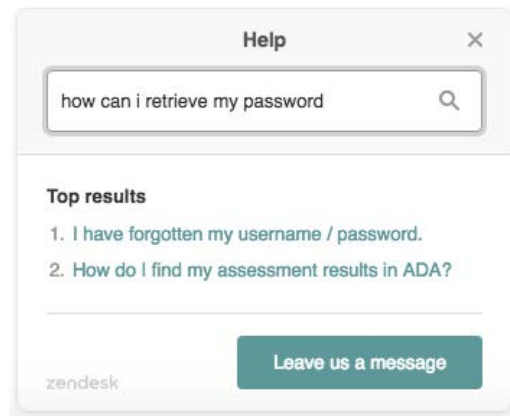 Help
how can i retrieve my password
Top results
1. I have forgotten my username / password.
2. How do I find my assessment results in ADA?
Leave us a message
zendesk